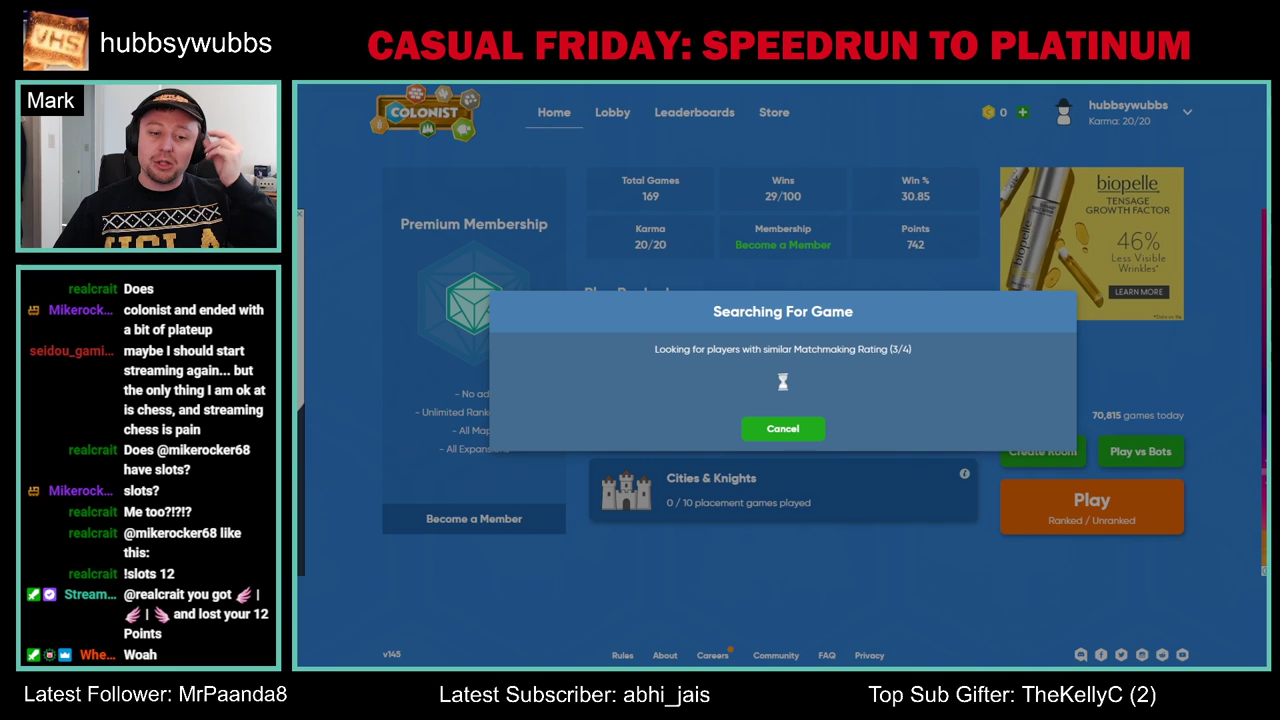 hubbsywubbs
CASUAL FRIDAY: SPEEDRUN TO PLATINUM
VHS
Mark
UCLA
realcrait Does
Mikerock... colonist and ended with
a bit of plateup
seidou_gami... maybe I should start
streaming again... but
the only thing I am ok at
is chess, and streaming
chess is pain
realcrait Does @mikerocker68
have slots?
Mikerock... slots?
realcrait Me too?!?!?
realcrait @mikerocker68 like
this:
realcrait !slots 12
Stream... @realcrait you got |
| and lost your 12
Points
Whe... Woah
COLONIST
Home Lobby Leaderboards Store
0
hubbsywubbs
Karma: 20/20
Premium Membership
- No ad
- Unlimited Rank
- All Map
- All Expans
Become a Member
Total Games
169
Wins
29/100
Win %
30.85
Karma
20/20
Membership
Become a Member
Points
742
Searching For Game
Looking for players with similar Matchmaking Rating (3/4)
Cancel
Cities & Knights
0 / 10 placement games played
biopelle
TENSAGE
GROWTH FACTOR
46%
Less Visible
Wrinkles*
LEARN MORE
70,815 games today
Create Room
Play vs Bots
Play
Ranked / Unranked
v145
Rules About Careers Community FAQ Privacy
Latest Follower: MrPaanda8
Latest Subscriber: abhi_jais
Top Sub Gifter: TheKellyC (2)